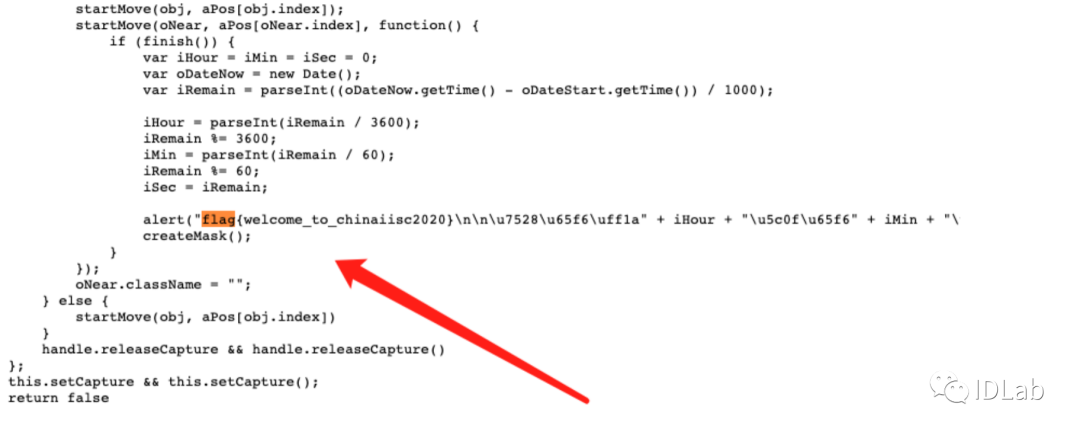 startMove(obj, aPos[obj.index]);
startMove(oNear, aPos[oNear.index], function() {
if (finish()) {
var iHour = iMin = iSec = 0;
var oDateNow = new Date();
var iRemain = parseInt((oDateNow.getTime() - oDateStart.getTime()) / 1000);
iHour = parseInt(iRemain / 3600);
iRemain %= 3600;
iMin = parseInt(iRemain / 60);
iRemain %= 60;
iSec = iRemain;
alert("flag{welcome_to_chinaiisc2020}\n\n\u7528\u65f6\uff1a" + iHour + "\u5c0f\u65f6" + iMin + "\
createMask();
}
});
oNear.className = "";
} else {
startMove(obj, aPos[obj.index])
}
handle.releaseCapture && handle.releaseCapture()
};
this.setCapture && this.setCapture();
return false
IDLab